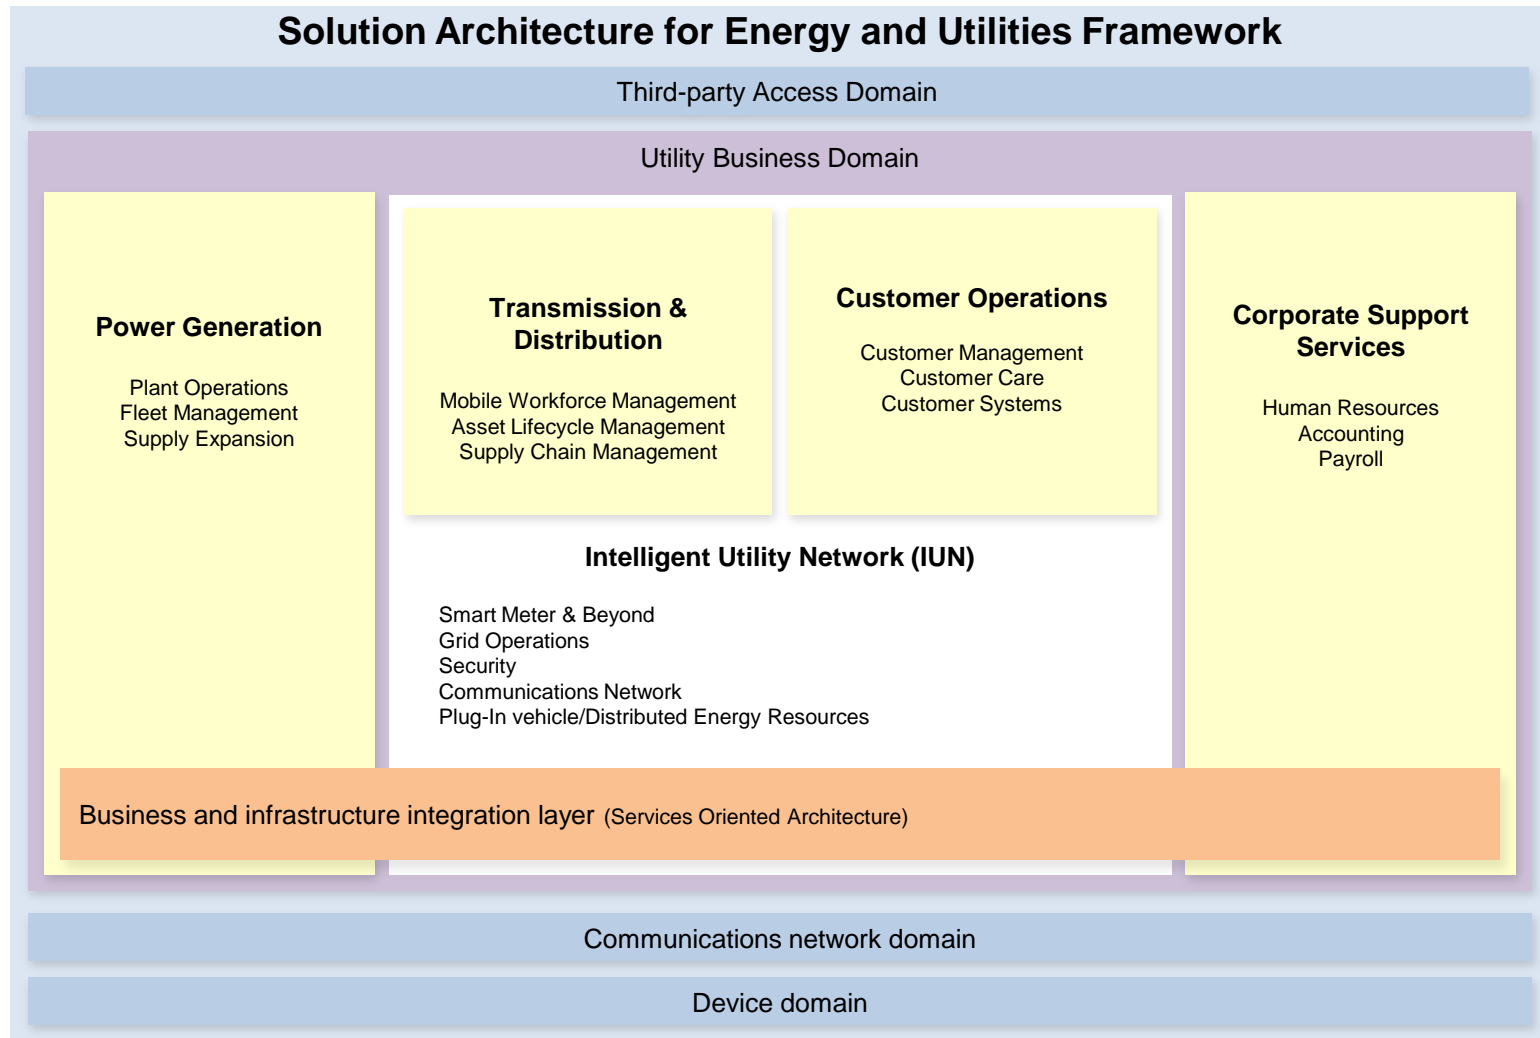 Solution Architecture for Energy and Utilities Framework
Third-party Access Domain
Utility Business Domain
Power Generation
Plant Operations
Fleet Management
Supply Expansion
Transmission &
Distribution
Mobile Workforce Management
Asset Lifecycle Management
Supply Chain Management
Customer Operations
Customer Management
Customer Care
Customer Systems
Corporate Support
Services
Human Resources
Accounting
Payroll
Intelligent Utility Network (IUN)
Smart Meter & Beyond
Grid Operations
Security
Communications Network
Plug-In vehicle/Distributed Energy Resources
Business and infrastructure integration layer (Services Oriented Architecture)
Communications network domain
Device domain